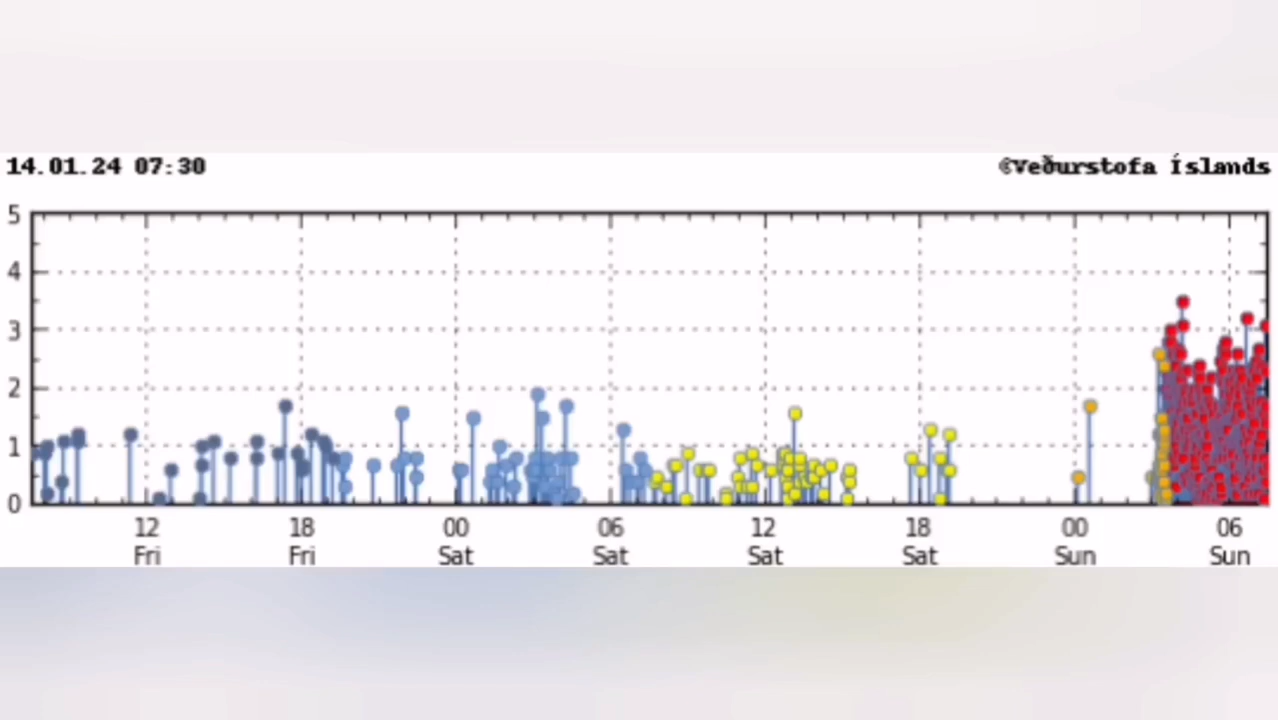 14.01.24 07:30
©Veðurstofa Íslands
5
4
3
2
1
0
12 18 00 06 12 18 00 06
Fri Fri Sat Sat Sat Sat Sun Sun